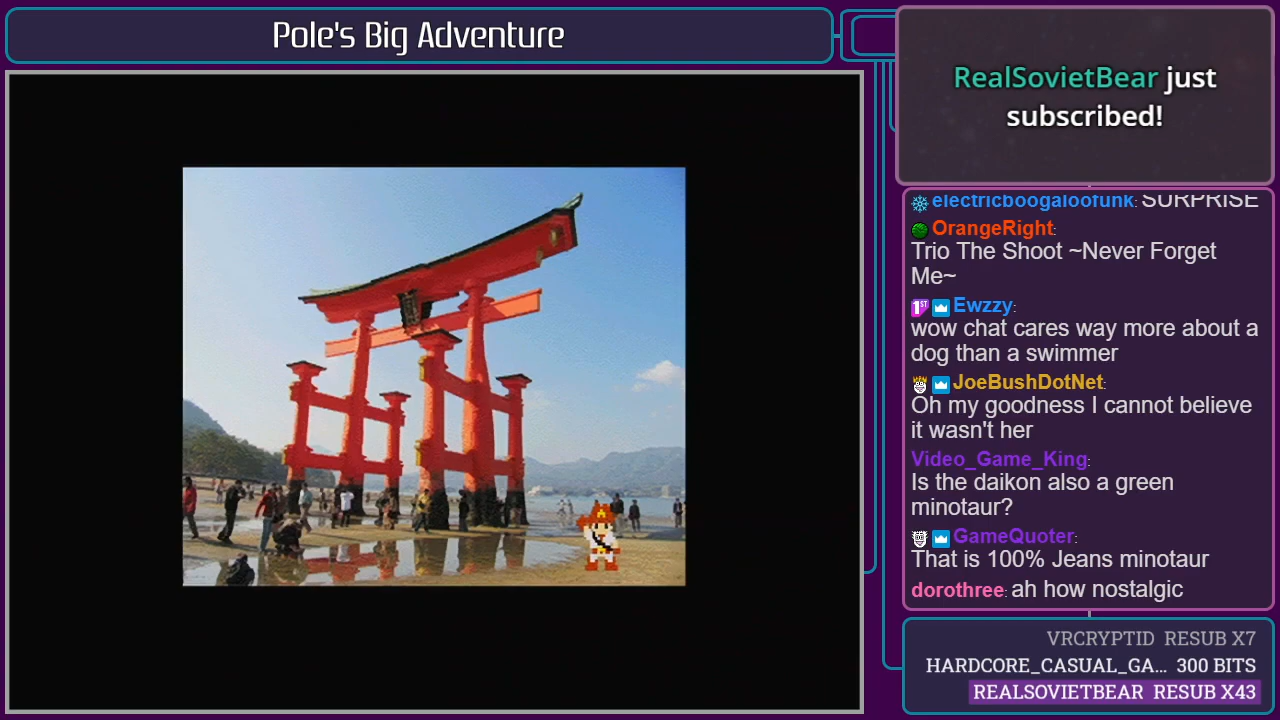 Pole's Big Adventure
RealSovietBear just
subscribed!
electricboogaloofunk: SURPRISE
OrangeRight:
Trio The Shoot ~Never Forget
Me~
1ST Ewzzy:
wow chat cares way more about a
dog than a swimmer
JoeBushDotNet:
Oh my goodness I cannot believe
it wasn't her
Video_Game_King:
Is the daikon also a green
minotaur?
GameQuoter:
That is 100% Jeans minotaur
dorothree: ah how nostalgic
VRCRYPTID RESUB X7
HARDCORE_CASUAL_GA... 300 BITS
REALSOVIETBEAR RESUB X43